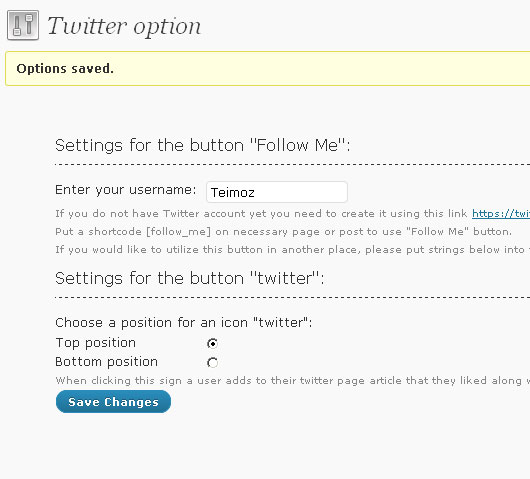 Twitter option
Options saved.
Settings for the button "Follow Me":
Enter your username: Teimoz
If you do not have Twitter account yet you need to create it using this link https://twi
Put a shortcode [follow_me] on necessary page or post to use "Follow Me" button.
If you would like to utilize this button in another place, please put strings below into
Settings for the button "twitter":
Choose a position for an icon "twitter":
Top position
Bottom position
When clicking this sign a user adds to their twitter page article that they liked along
Save Changes